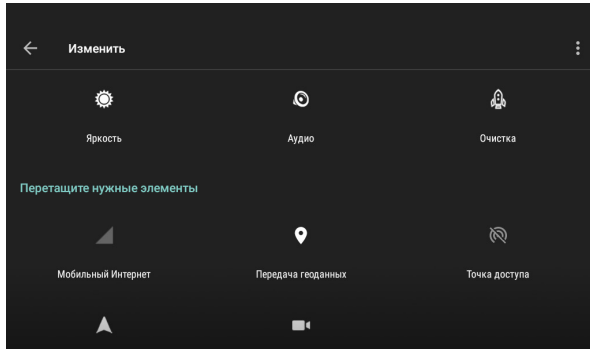 Изменить
Яркость
Аудио
Очистка
Перетащите нужные элементы
Мобильный Интернет
Передача геоданных
Точка доступа